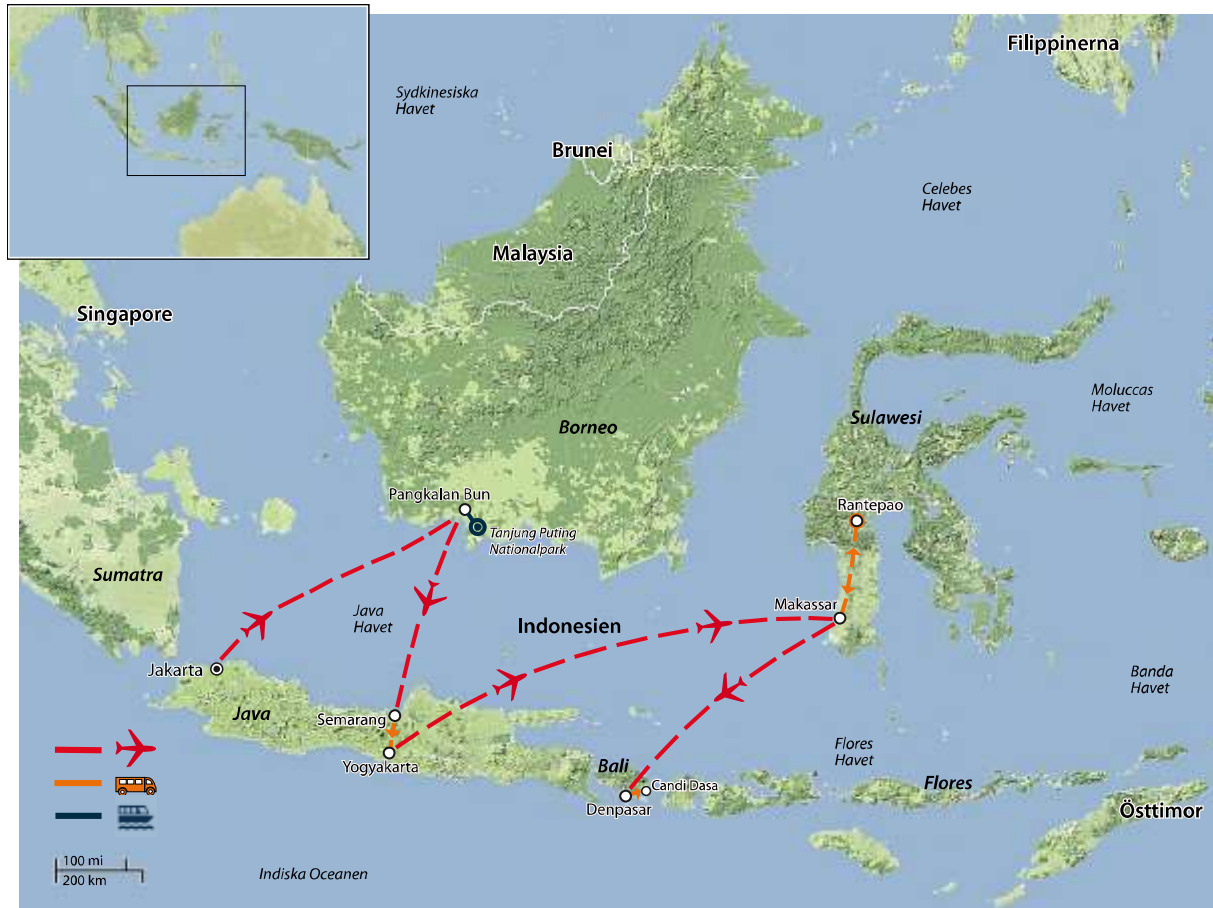 Filippinerna
Sydkinesiska
Havet
Brunei
Celebes
Havet
Malaysia
Singapore
Moluccas
Havet
Sulawesi
Borneo
Pangkalan Bun
Rantepao
Tanjung Puting
Nationalpark
Sumatra
Makassar
Java
Havet
Indonesien
Jakarta
Banda
Havet
Java
Semarang
Yogyakarta
Flores
Havet
Bali
Flores
Candi Dasa
Denpasar
Östtimor
100 mi
200 km
Indiska Oceanen